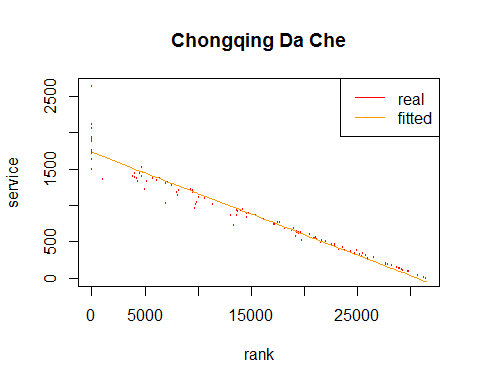 Chongqing Da Che
real
fitted
service
2500
1500
500
0
0 5000 15000 25000
rank